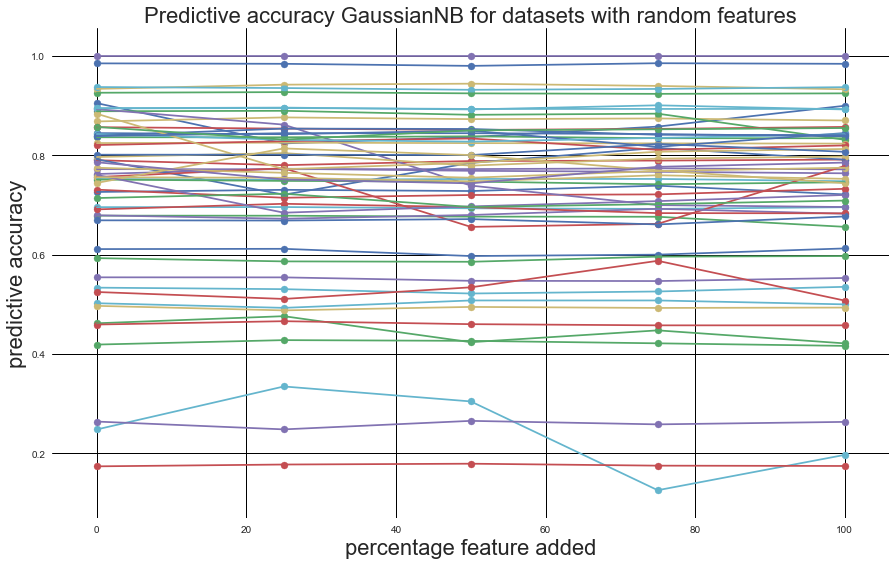 Predictive accuracy GaussianNB for datasets with random features
1.0
0.8
0.6
0.4
0.2
predictive accuracy
0 20 40 60 80 100
percentage feature added